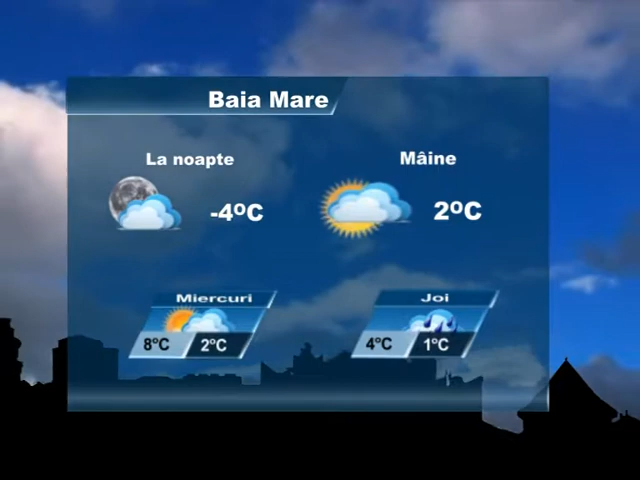 Baia Mare
La noapte
Mâine
-4ºC
2ºC
Miercuri
Joi
8ºC
2ºC
4ºC
1ºC